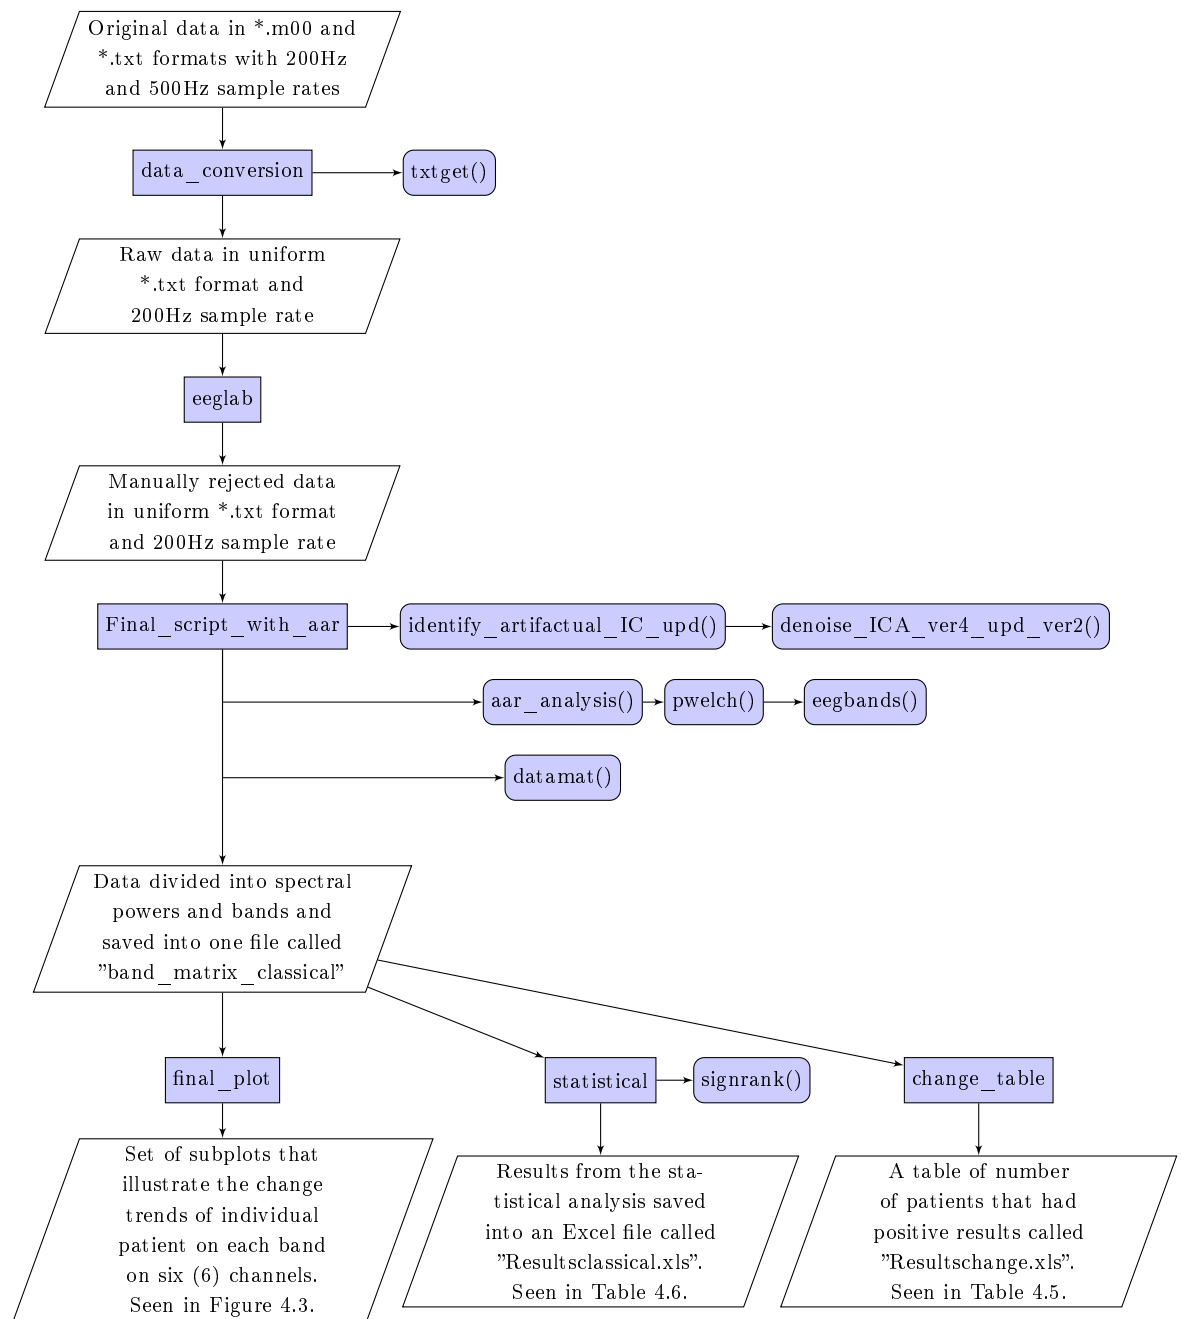 Original data in *.m00 and
*.txt formats with 200Hz
and 500Hz sample rates
data_conversion
txtget()
Raw data in uniform
*.txt format and
200Hz sample rate
eeglab
Manually rejected data
in uniform *.txt format
and 200Hz sample rate
Final_script_with_aar
identify_artifactual_IC_upd()
denoise_ICA_ver4_upd_ver2()
aar_analysis()
pwelch()
eegbands()
datamat()
Data divided into spectral
powers and bands and
saved into one file called
"band_matrix_classical"
final_plot
statistical
signrank()
change_table
Set of subplots that
illustrate the change
trends of individual
patient on each band
on six (6) channels.
Seen in Figure 4.3.
Results from the sta-
tistical analysis saved
into an Excel file called
"Resultsclassical.xls".
Seen in Table 4.6.
A table of number
of patients that had
positive results called
"Resultschange.xls".
Seen in Table 4.5.